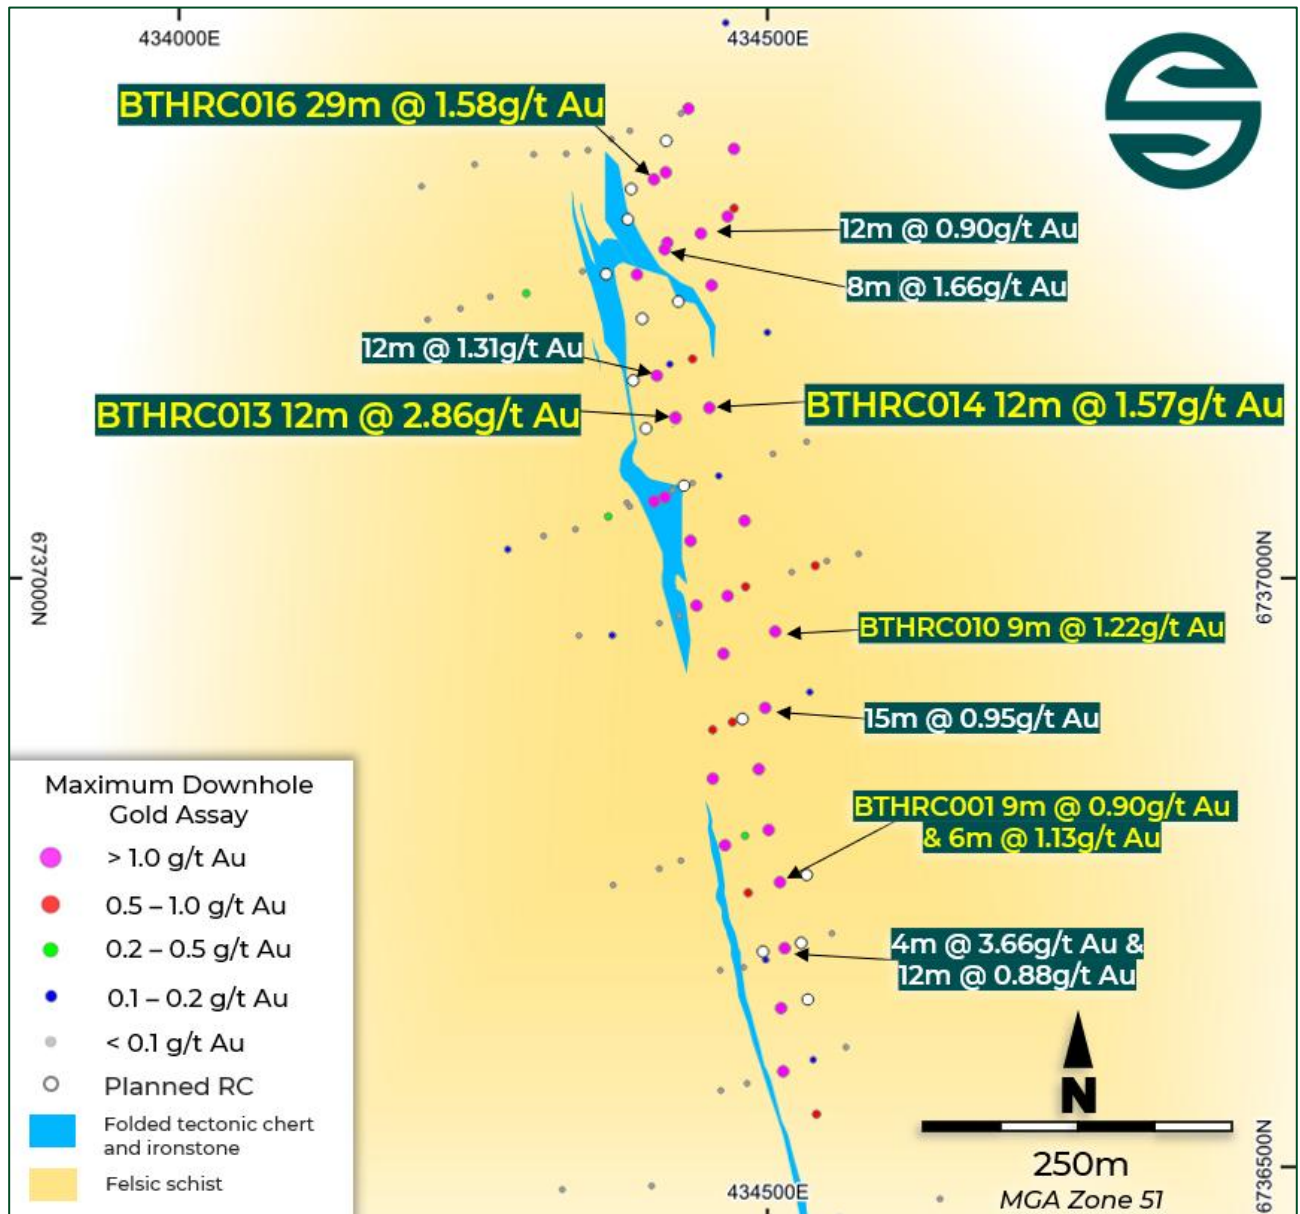 434000E
434500E
BTHRC016 29m @ 1.58g/t Au
12m @ 0.90g/t Au
8m @ 1.66g/t Au
12m @ 1.31g/t Au
BTHRC013 12m @ 2.86g/t Au
BTHRC014 12m @ 1.57g/t Au
6737000N
6737000N
BTHRC010 9m @ 1.22g/t Au
15m @ 0.95g/t Au
BTHRC001 9m @ 0.90g/t Au
& 6m @ 1.13g/t Au
4m @ 3.66g/t Au &
12m @ 0.88g/t Au
Maximum Downhole
Gold Assay
> 1.0 g/t Au
0.5 – 1.0 g/t Au
0.2 – 0.5 g/t Au
0.1 – 0.2 g/t Au
< 0.1 g/t Au
Planned RC
Folded tectonic chert
and ironstone
Felsic schist
N
250m
MGA Zone 51
434500E
6736500N